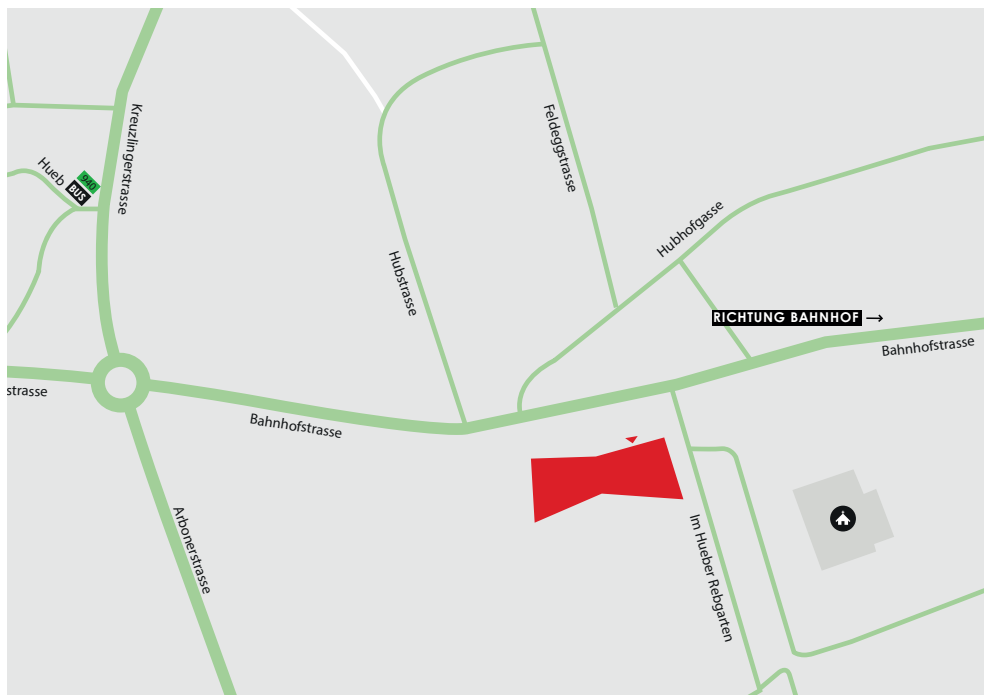 Kreuzlingerstrasse
Feldeggstrasse
Hueb
940
BUS
Hubhofgasse
Hubstrasse
RICHTUNG BAHNHOF →
Bahnhofstrasse
strasse
Bahnhofstrasse
Arbonerstrasse
Im Hueber Rebgarten